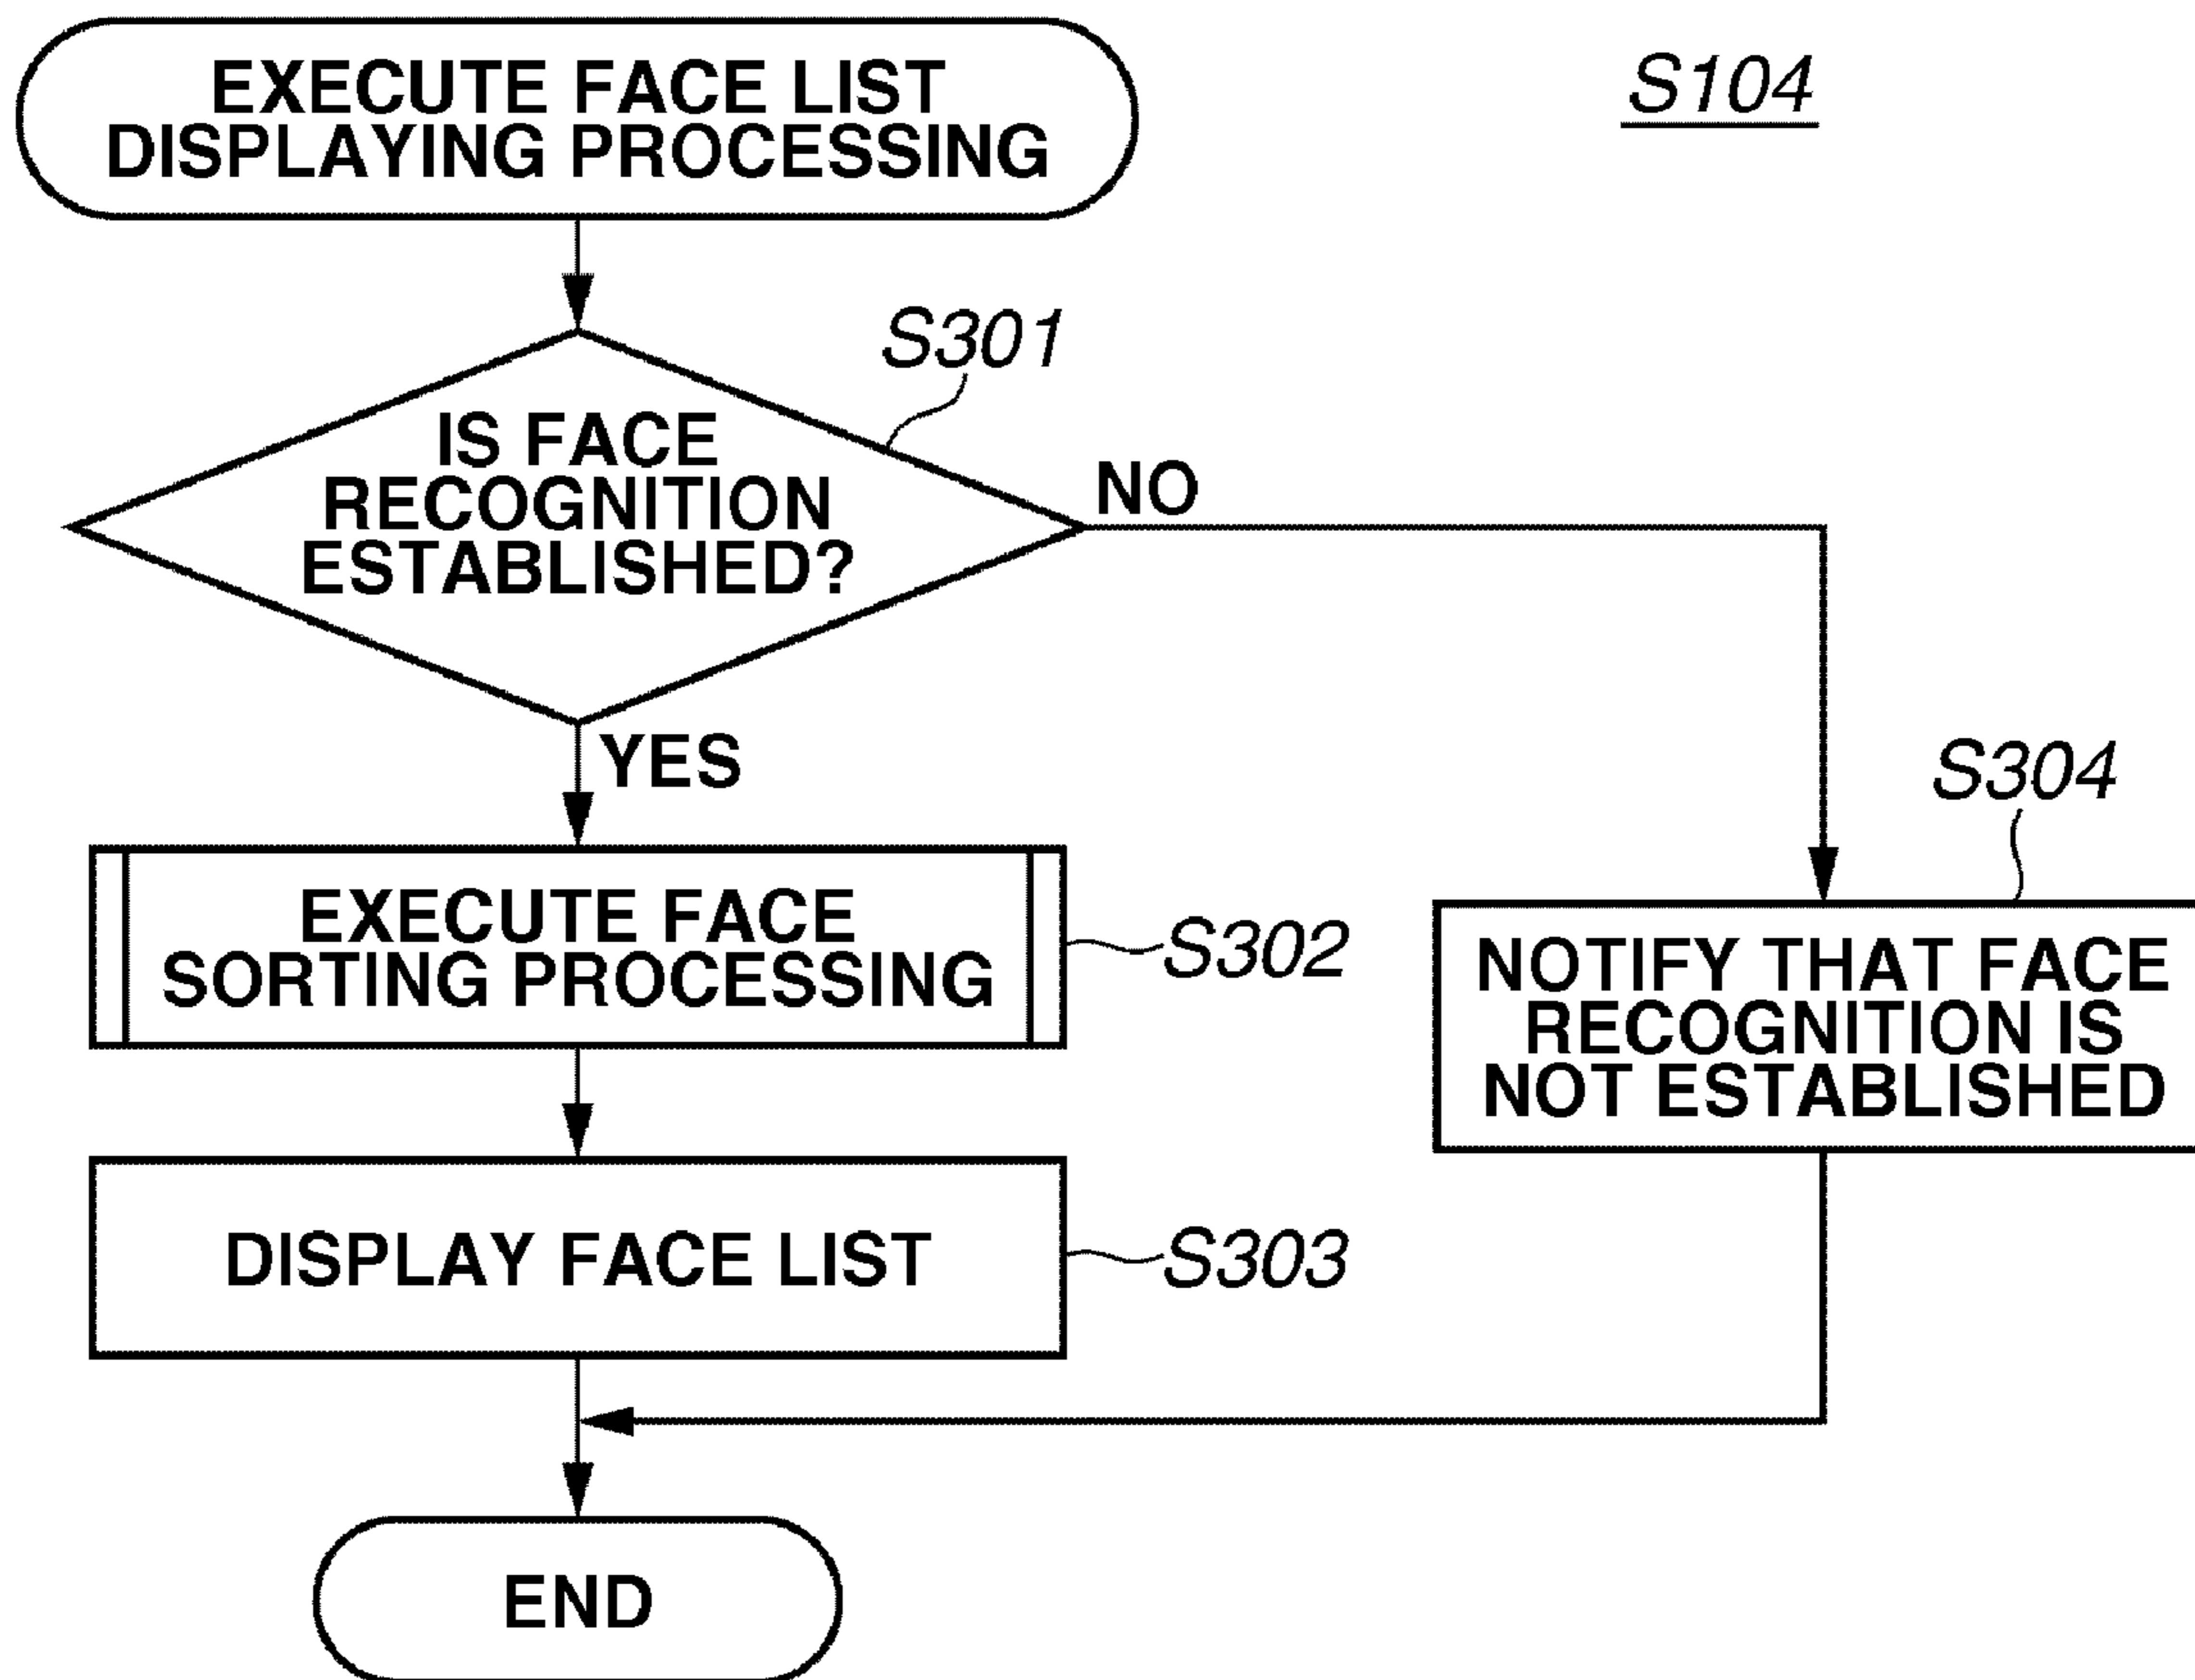 EXECUTE FACE LIST
DISPLAYING PROCESSING
S104
S301
IS FACE
RECOGNITION
ESTABLISHED?
NO
YES
EXECUTE FACE
SORTING PROCESSING
S302
S304
NOTIFY THAT FACE
RECOGNITION IS
NOT ESTABLISHED
DISPLAY FACE LIST
S303
END